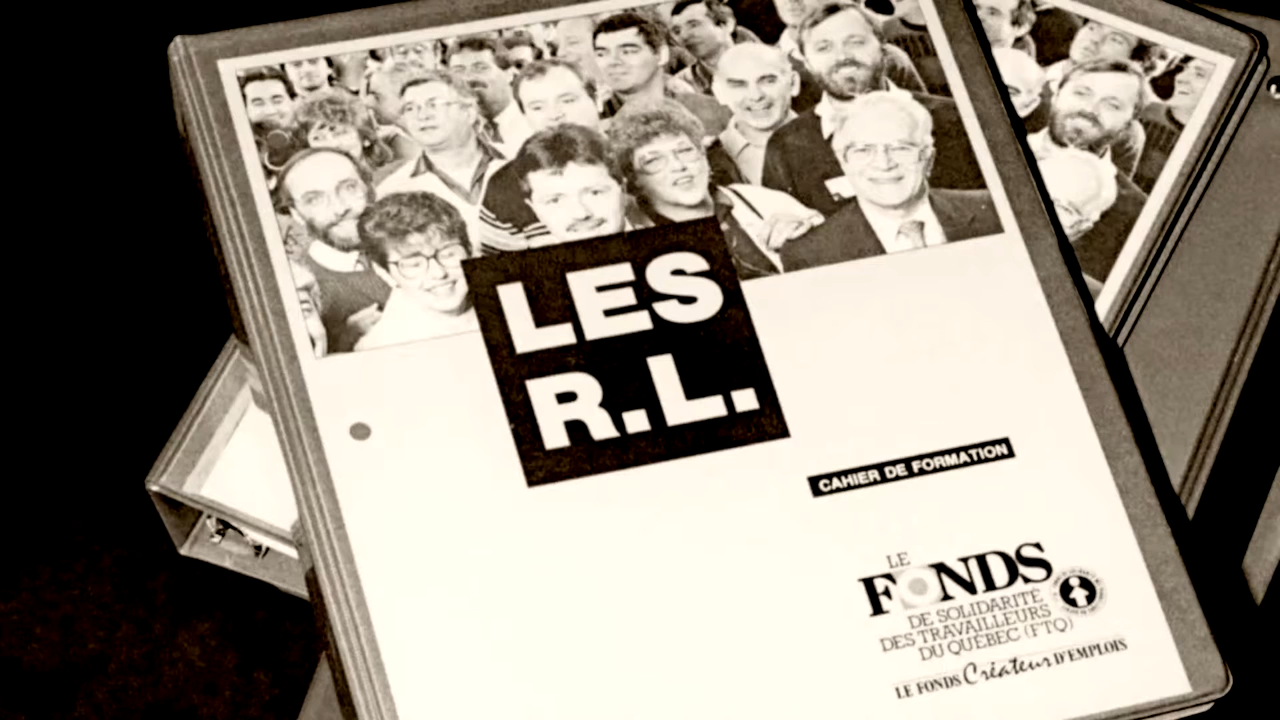 LES
R.L.
CAHIER DE FORMATION
LE
FONDS
DE SOLIDARITÉ
DES TRAVAILLEURS
DU QUÉBEC (FTQ)
LE FONDS Créateur D'EMPLOIS